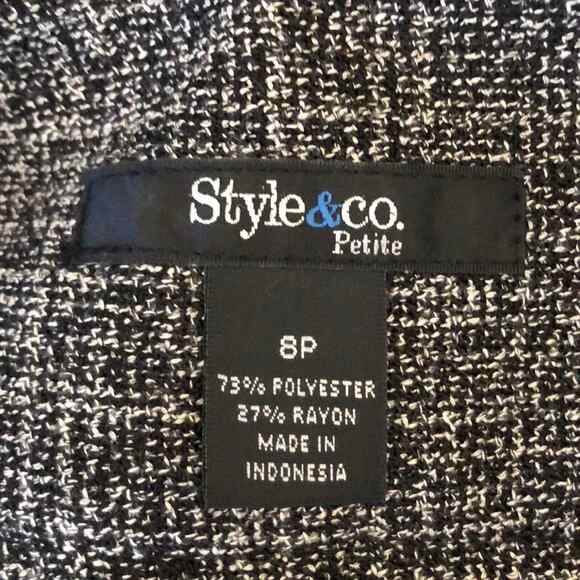 Style&co.
Petite
8P
73% POLYESTER
27% RAYON
MADE IN
INDONESIA